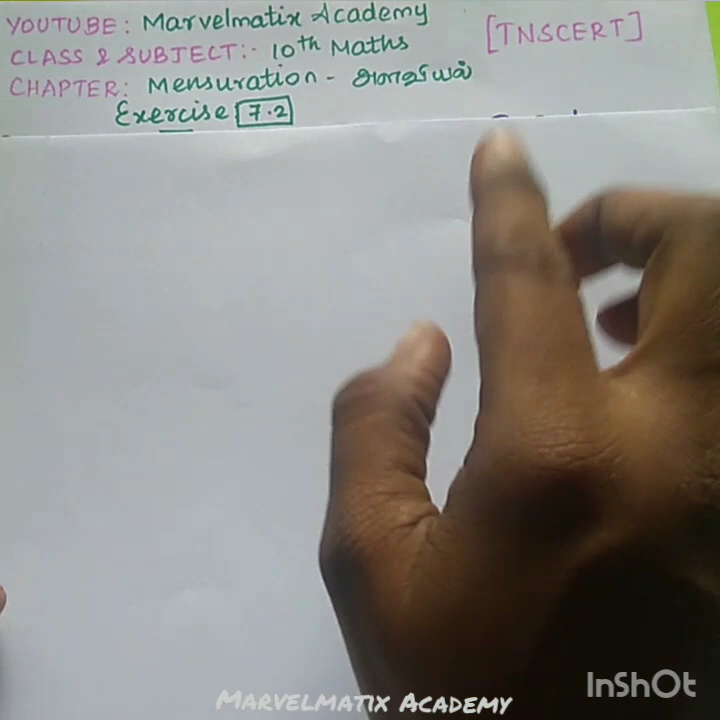 YOUTUBE: Marvelmatix Academy
CLASS & SUBJECT:- 10th Maths [TNSCERT]
CHAPTER: Mensuration - அளவியல்
Exercise 7.2
InShOt
MARVELMATIX ACADEMY